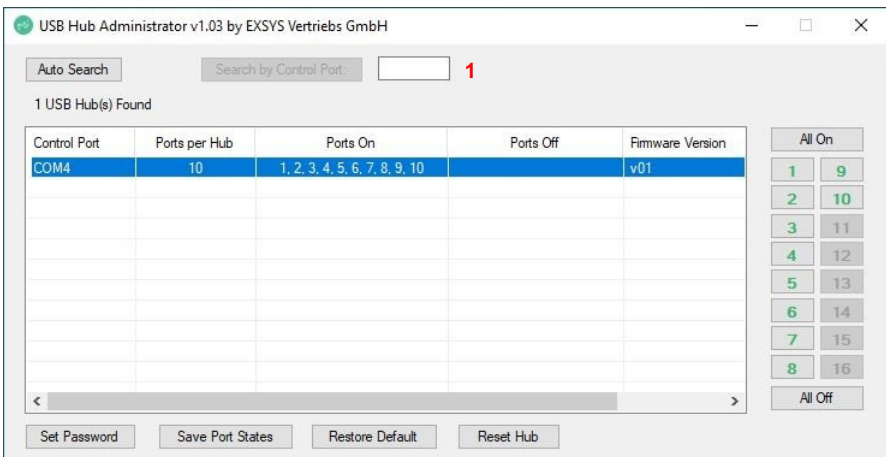 USB Hub Administrator v1.03 by EXSYS Vertriebs GmbH
Auto Search Search by Control Port: 1
1 USB Hub(s) Found
Control Port Ports per Hub Ports On Ports Off Firmware Version All On
COM4 10 1, 2, 3, 4, 5, 6, 7, 8, 9, 10 v01
1 9
2 10
3 11
4 12
5 13
6 14
7 15
8 16
All Off
Set Password Save Port States Restore Default Reset Hub